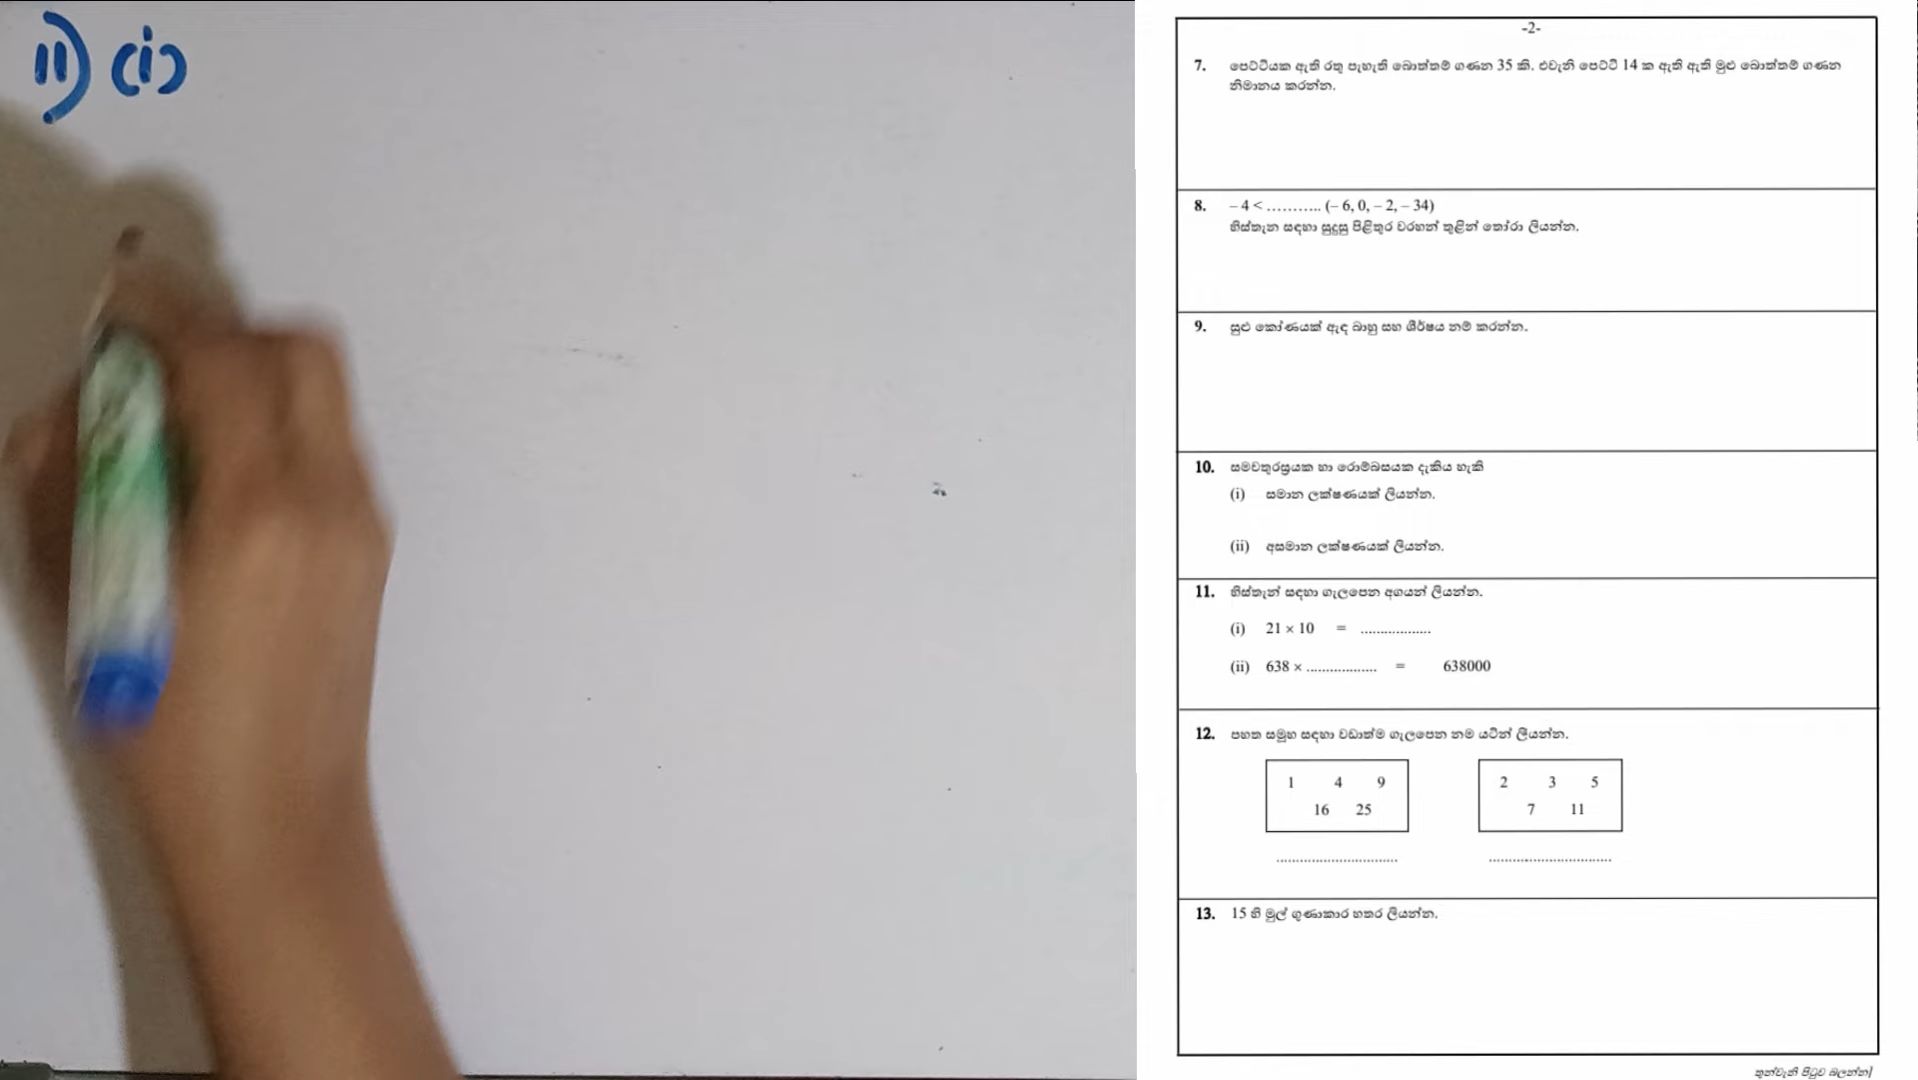 11) (i)
-2-
7. පෙට්ටියක ඇති රතු පැහැති බොත්තම් ගණන 35 කි. එවැනි පෙට්ටි 14 ක ඇති ඇති මුළු බොත්තම් ගණන
නිමානය කරන්න.
8. – 4 < ........... (– 6, 0, – 2, – 34)
හිස්තැන සඳහා සුදුසු පිළිතුර වරහන් තුළින් තෝරා ලියන්න.
9. සුළු කෝණයක් ඇඳ බාහු සහ ශීර්ෂය නම් කරන්න.
10. සමචතුරස්‍රයක හා රොම්බසයක දැකිය හැකි
(i) සමාන ලක්ෂණයක් ලියන්න.
(ii) අසමාන ලක්ෂණයක් ලියන්න.
11. හිස්තැන් සඳහා ගැලපෙන අගයන් ලියන්න.
(i) 21 × 10 = ..................
(ii) 638 × .................. = 638000
12. පහත සමූහ සඳහා වඩාත්ම ගැලපෙන නම යටින් ලියන්න.
1 4 9
16 25
2 3 5
7 11
13. 15 හි මුල් ගුණාකාර හතර ලියන්න.
තුන්වැනි පිටුව බලන්න/